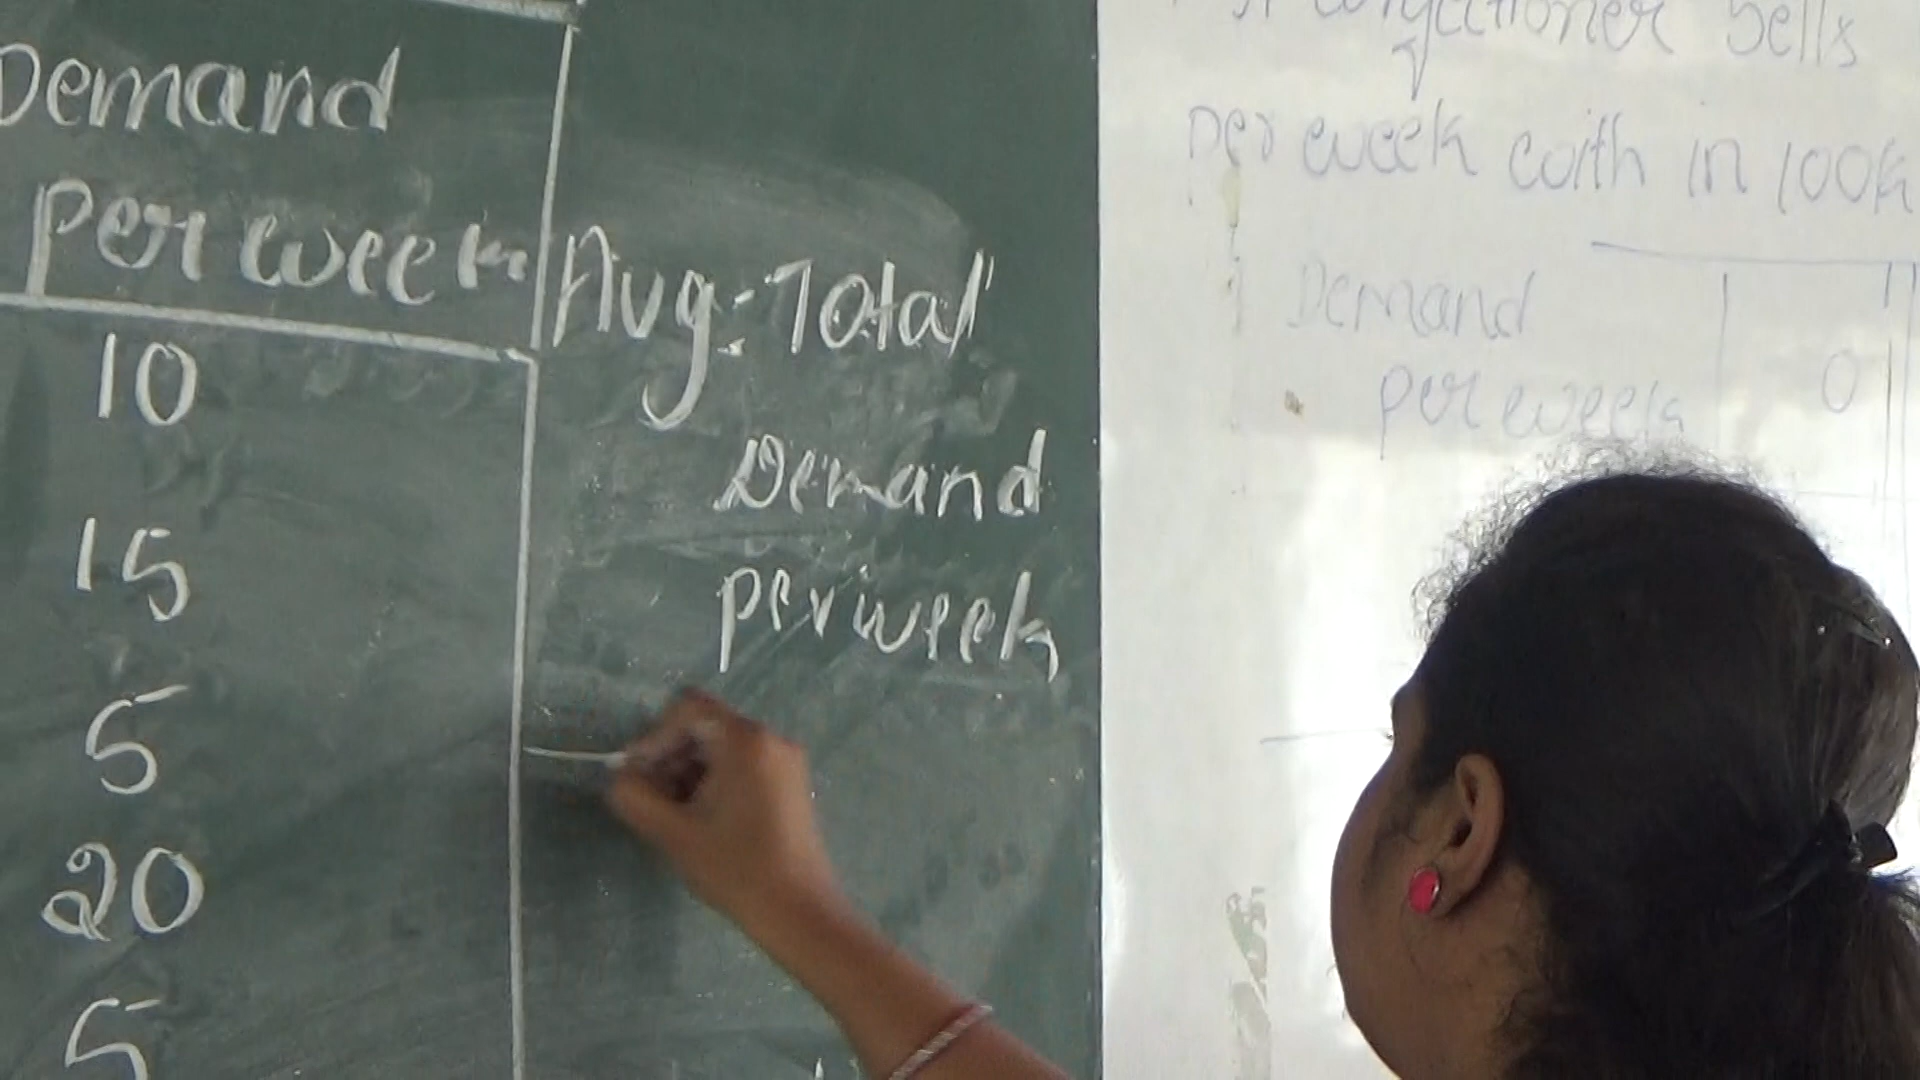 Demand
per week
10
15
5
20
5
Avg: Total
Demand
per week
confectioner sells
per week with in 100k
Demand
per week
0